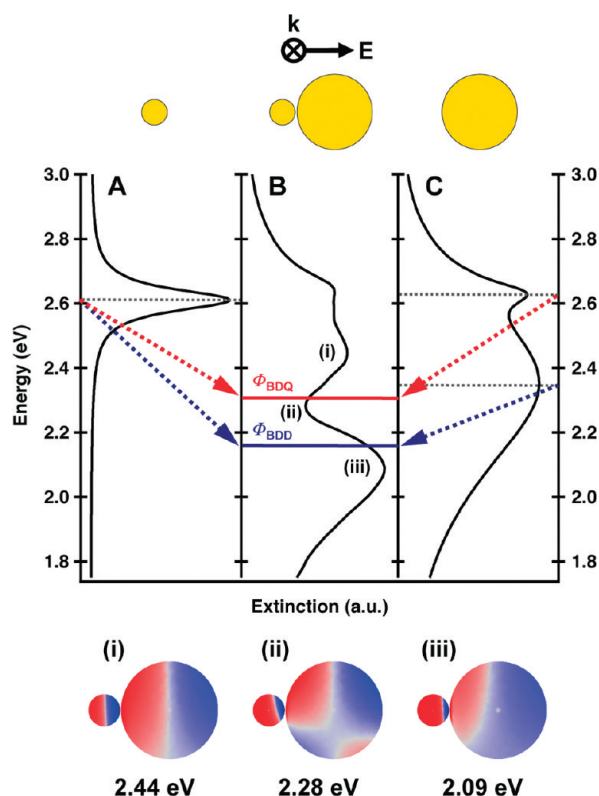 k
E
A B C
3.0 3.0
2.8 2.8
2.6 2.6
2.4 2.4
2.2 2.2
2.0 2.0
1.8 1.8
Energy (eV)
(i)
Φ_BDQ
(ii)
Φ_BDD
(iii)
Extinction (a.u.)
(i) (ii) (iii)
2.44 eV 2.28 eV 2.09 eV